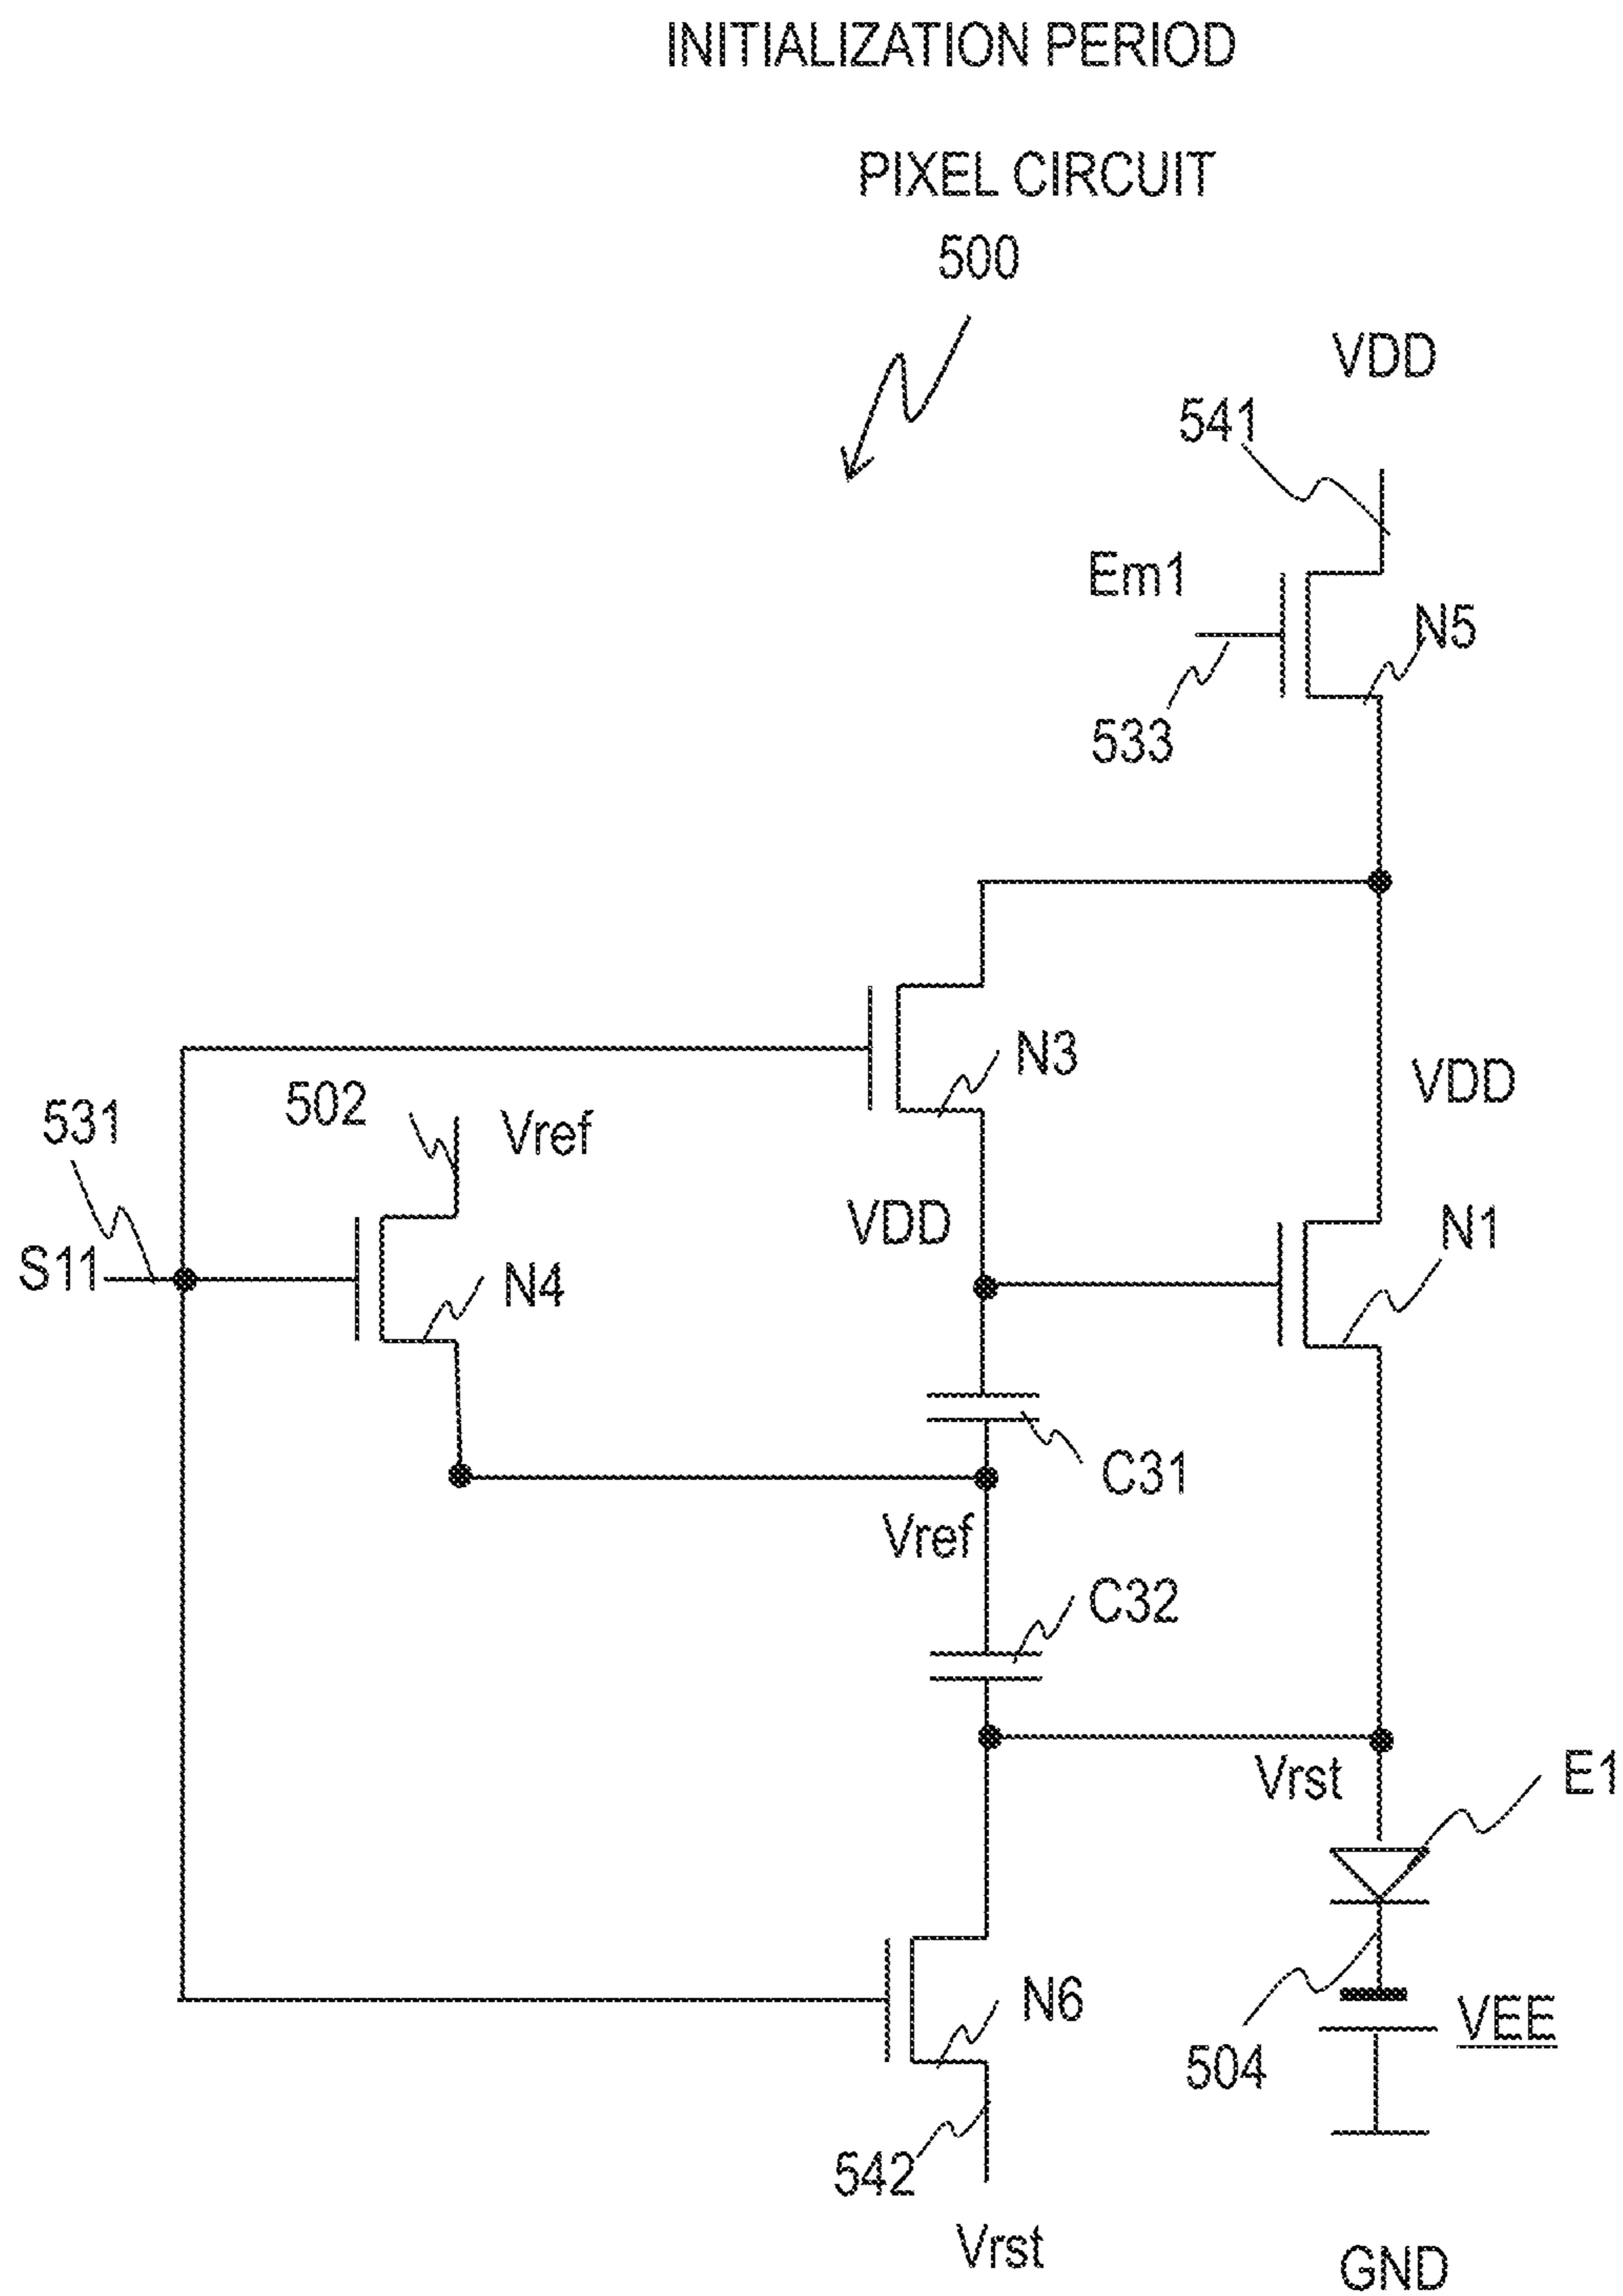 INITIALIZATION PERIOD
PIXEL CIRCUIT
500
VDD
541
Em1
N5
533
N3
VDD
502
Vref
531
VDD
N1
S11
N4
C31
Vref
C32
Vrst
E1
N6
VEE
504
542
Vrst
GND